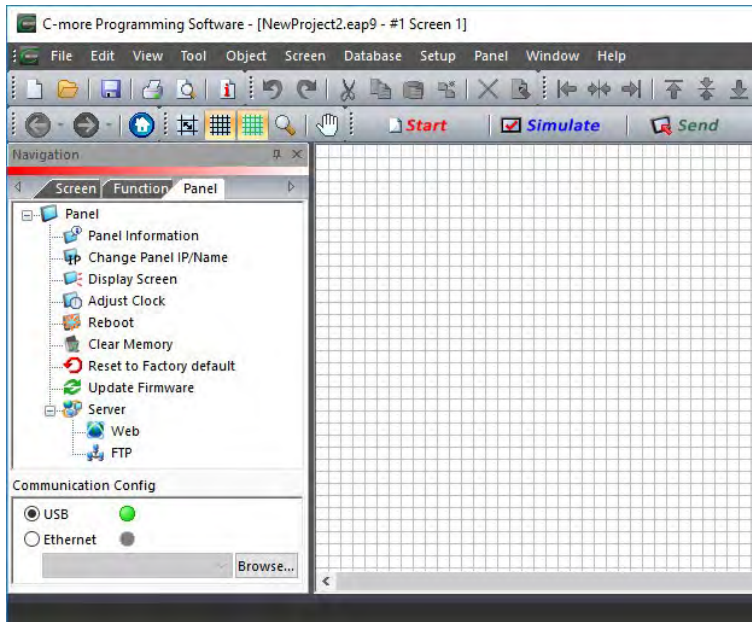 C-more Programming Software - [NewProject2.eap9 - #1 Screen 1]
File Edit View Tool Object Screen Database Setup Panel Window Help
Start Simulate Send
Navigation
Screen Function Panel
Panel
Panel Information
IP Change Panel IP/Name
Display Screen
Adjust Clock
Reboot
Clear Memory
Reset to Factory default
Update Firmware
Server
Web
FTP
Communication Config
USB
Ethernet
Browse...